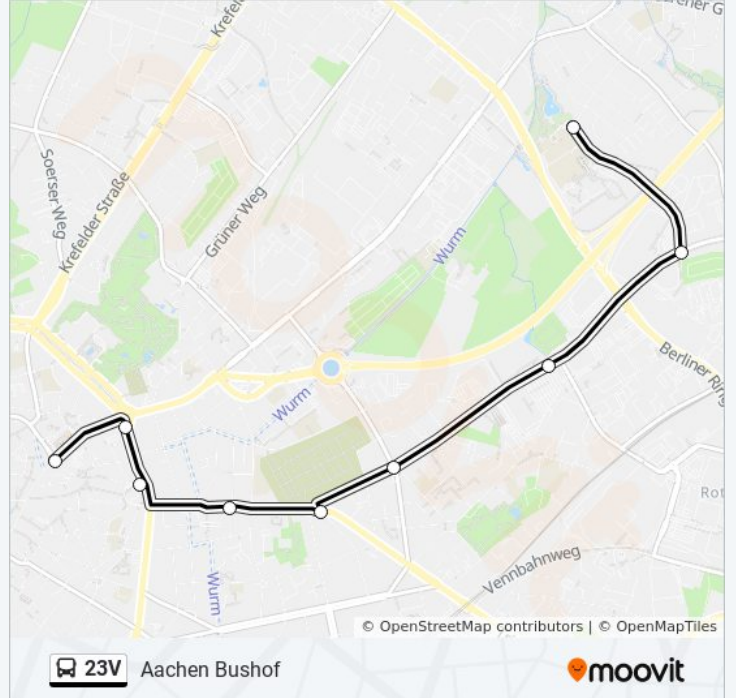 Krefel
Soerser Weg
Krefelder Straße
Grüner Weg
Wurm
Wurm
Berliner Ring
Rot
Vennbahnweg
Wurm
© OpenStreetMap contributors | © OpenMapTiles
23V Aachen Bushof
moovit